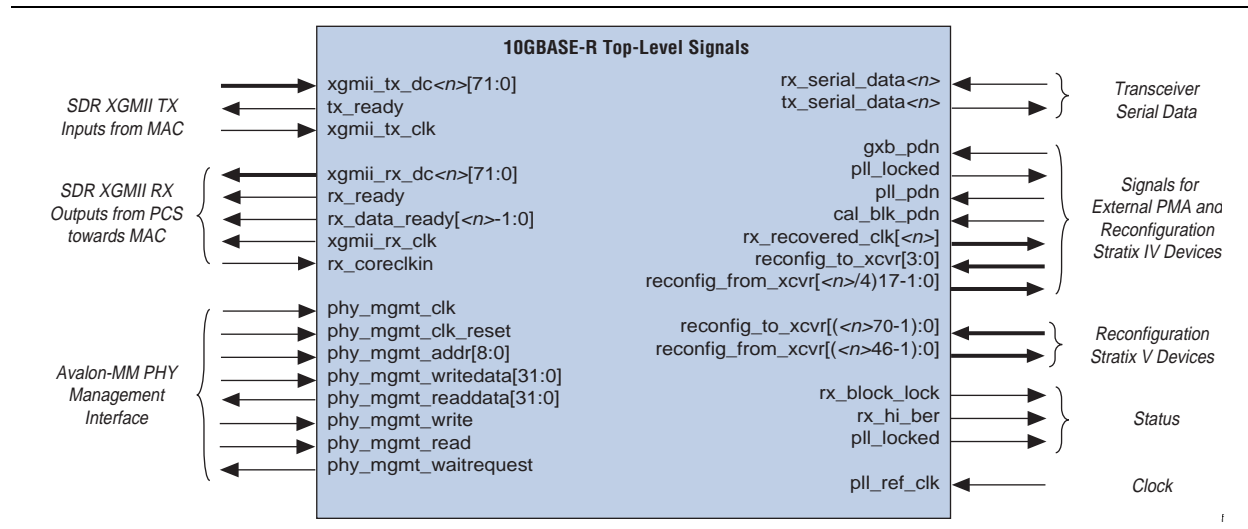 10GBASE-R Top-Level Signals
SDR XGMII TX
Inputs from MAC
xgmii_tx_dc<n>[71:0]
tx_ready
xgmii_tx_clk
SDR XGMII RX
Outputs from PCS
towards MAC
xgmii_rx_dc<n>[71:0]
rx_ready
rx_data_ready[<n>-1:0]
xgmii_rx_clk
rx_coreclkin
Avalon-MM PHY
Management
Interface
phy_mgmt_clk
phy_mgmt_clk_reset
phy_mgmt_addr[8:0]
phy_mgmt_writedata[31:0]
phy_mgmt_readdata[31:0]
phy_mgmt_write
phy_mgmt_read
phy_mgmt_waitrequest
rx_serial_data<n>
tx_serial_data<n>
Transceiver
Serial Data
gxb_pdn
pll_locked
pll_pdn
cal_blk_pdn
rx_recovered_clk[<n>]
reconfig_to_xcvr[3:0]
reconfig_from_xcvr[<n>/4)17-1:0]
Signals for
External PMA and
Reconfiguration
Stratix IV Devices
reconfig_to_xcvr[(<n>70-1):0]
reconfig_from_xcvr[(<n>46-1):0]
Reconfiguration
Stratix V Devices
rx_block_lock
rx_hi_ber
pll_locked
Status
pll_ref_clk
Clock